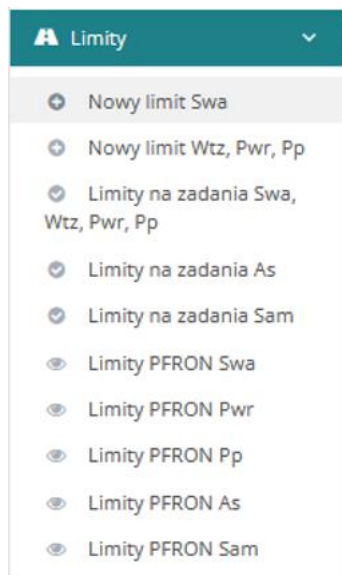 Limity
Nowy limit Swa
Nowy limit Wtz, Pwr, Pp
Limity na zadania Swa,
Wtz, Pwr, Pp
Limity na zadania As
Limity na zadania Sam
Limity PFRON Swa
Limity PFRON Pwr
Limity PFRON Pp
Limity PFRON As
Limity PFRON Sam